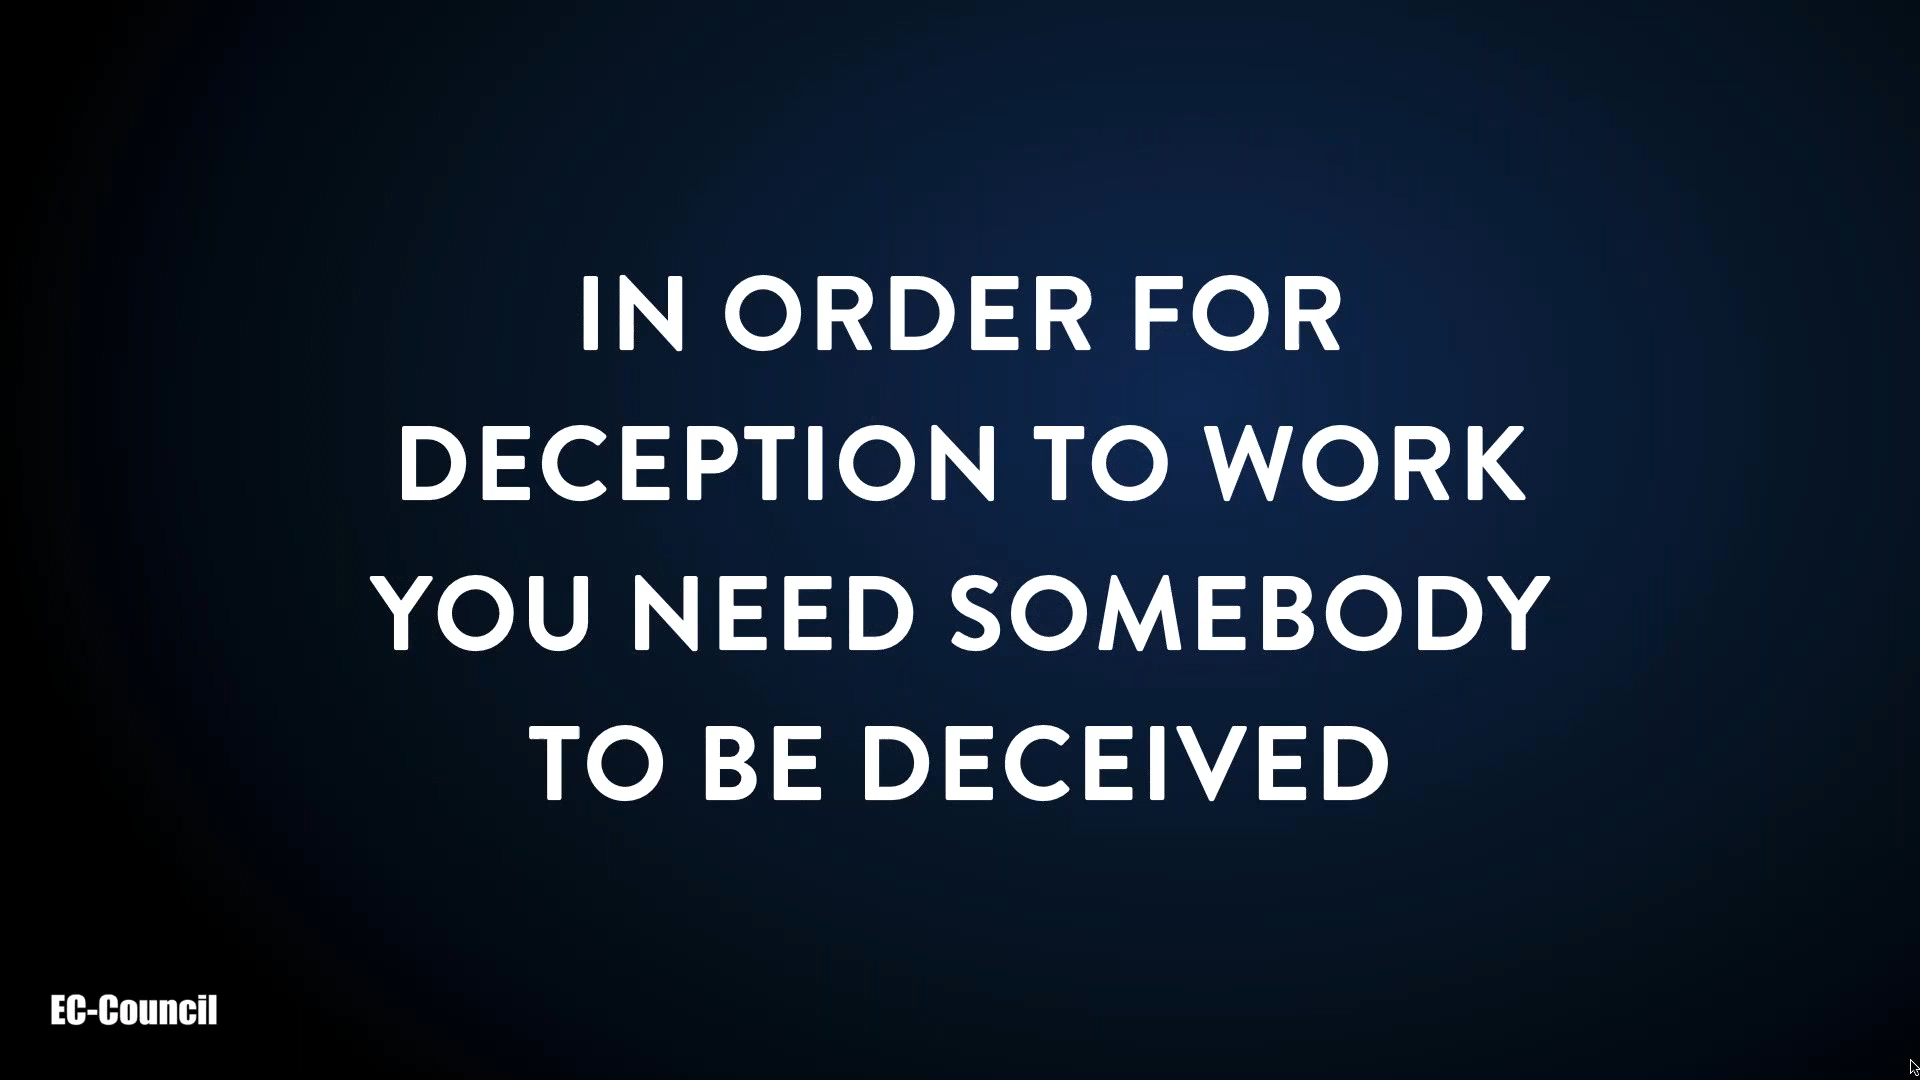 IN ORDER FOR
DECEPTION TO WORK
YOU NEED SOMEBODY
TO BE DECEIVED
EC-Council